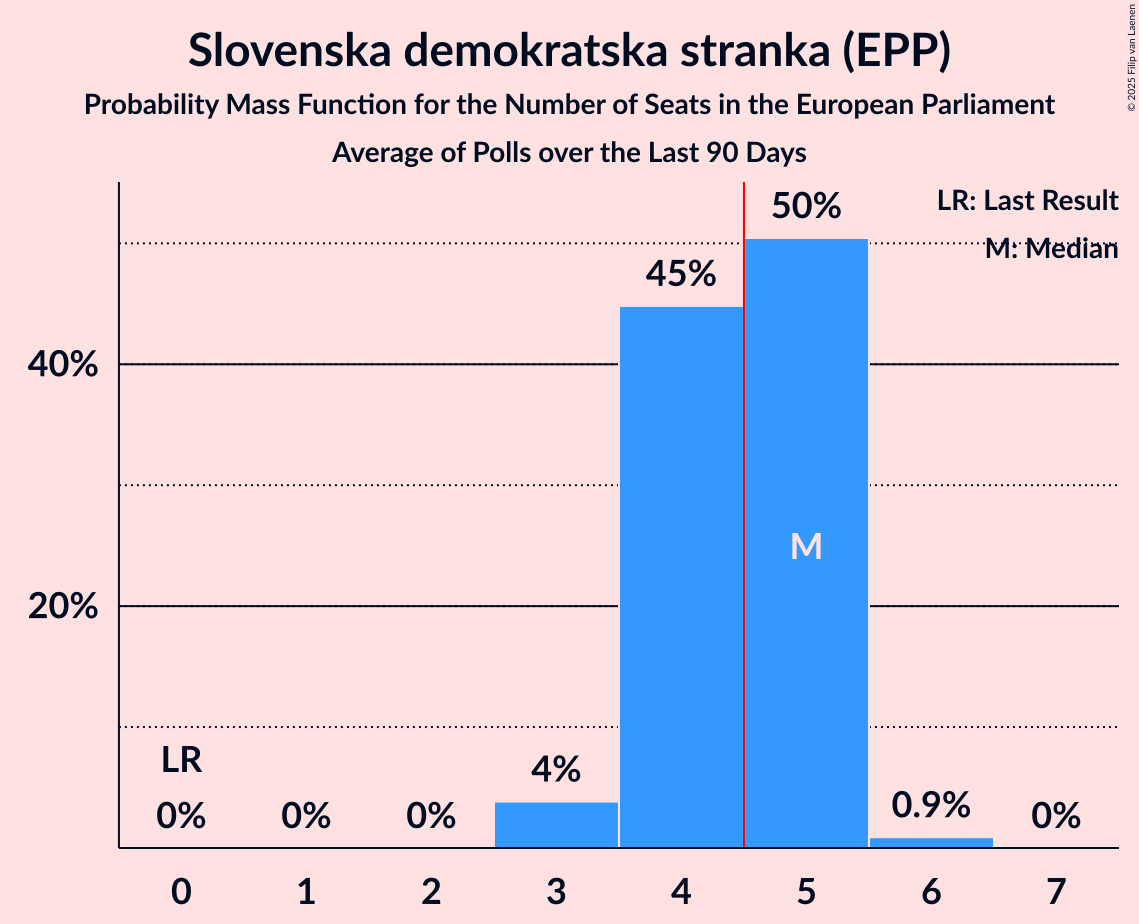 Slovenska demokratska stranka (EPP)
Probability Mass Function for the Number of Seats in the European Parliament
Average of Polls over the Last 90 Days
© 2025 Filip van Laenen
LR: Last Result
M: Median
50%
45%
40%
M
20%
LR
0%
0%
0%
4%
0.9%
0%
0
1
2
3
4
5
6
7